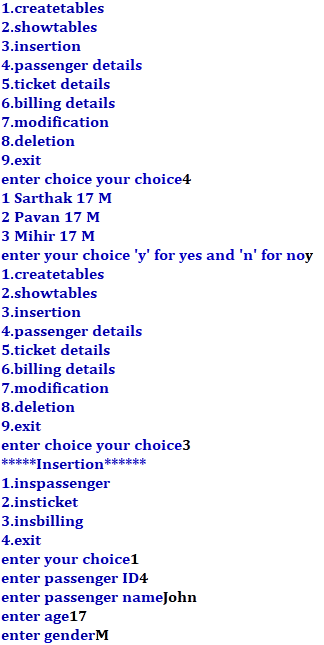 1.createtables
2.showtables
3.insertion
4.passenger details
5.ticket details
6.billing details
7.modification
8.deletion
9.exit
enter choice your choice4
1 Sarthak 17 M
2 Pavan 17 M
3 Mihir 17 M
enter your choice 'y' for yes and 'n' for noy
1.createtables
2.showtables
3.insertion
4.passenger details
5.ticket details
6.billing details
7.modification
8.deletion
9.exit
enter choice your choice3
*****Insertion******
1.inspassenger
2.insticket
3.insbilling
4.exit
enter your choice1
enter passenger ID4
enter passenger nameJohn
enter age17
enter genderM